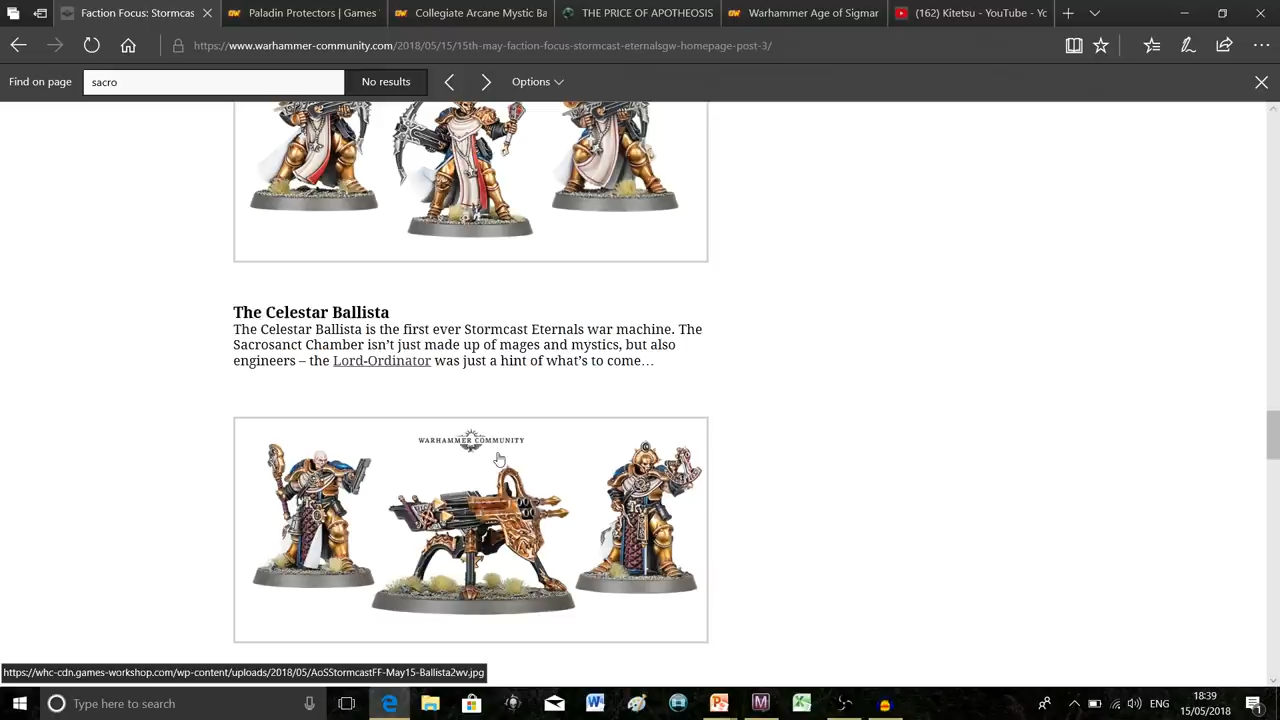 Faction Focus: Stormcas
Paladin Protectors | Games
Collegiate Arcane Mystic Ba
THE PRICE OF APOTHEOSIS
Warhammer Age of Sigmar
(162) Kitetsu - YouTube - Yo
https://www.warhammer-community.com/2018/05/15/15th-may-faction-focus-stormcast-eternalsgw-homepage-post-3/
Find on page
sacro
No results
Options
The Celestar Ballista
The Celestar Ballista is the first ever Stormcast Eternals war machine. The
Sacrosanct Chamber isn’t just made up of mages and mystics, but also
engineers – the Lord-Ordinator was just a hint of what’s to come…
WARHAMMER COMMUNITY
https://whc-cdn.games-workshop.com/wp-content/uploads/2018/05/AoSStormcastFF-May15-Ballista2wv.jpg
Type here to search
ENG
18:39
15/05/2018